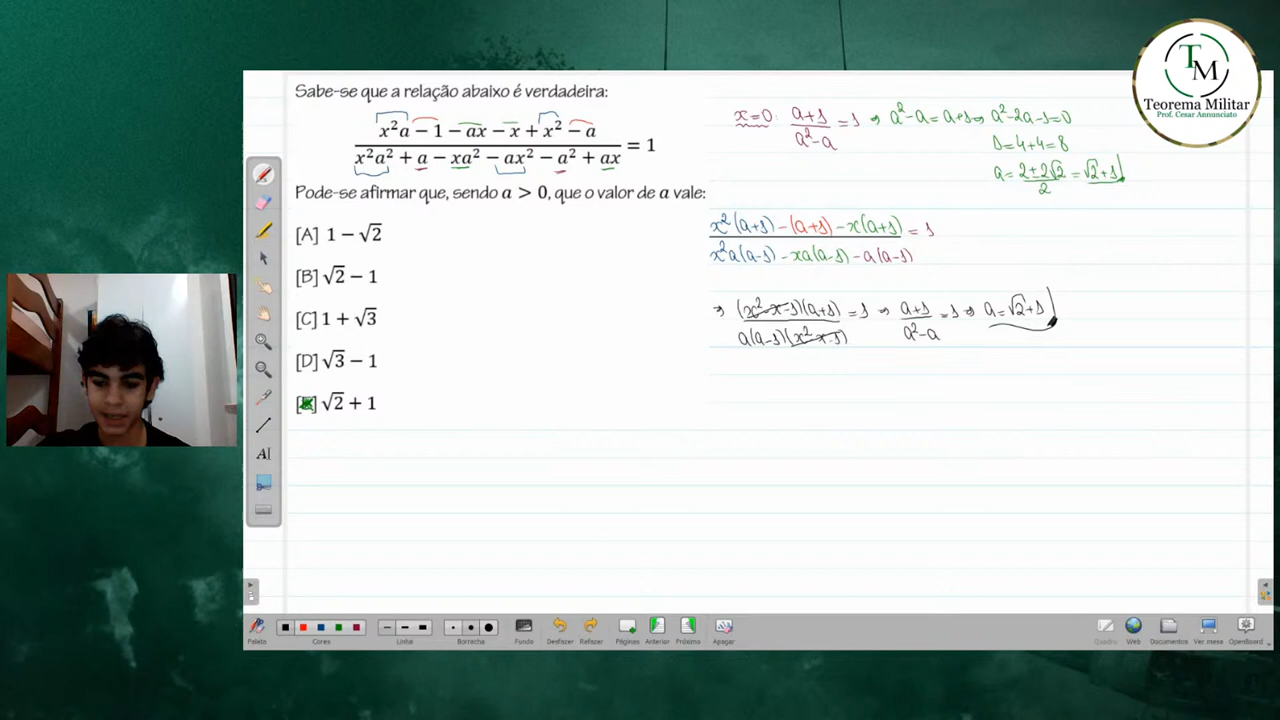 TM
Teorema Militar
Prof. Cesar Annunciato
Sabe-se que a relação abaixo é verdadeira:
x²a − 1 − ax − x + x² − a
x²a² + a − xa² − ax² − a² + ax
= 1
Pode-se afirmar que, sendo a > 0, que o valor de a vale:
[A] 1 − √2
[B] √2 − 1
[C] 1 + √3
[D] √3 − 1
[E] √2 + 1
x=0: (a+1)/(a²-a) = 1 ⇒ a²-a = a+1 ⇒ a²-2a-1=0
D=4+4=8
a = (2±2√2)/2 = √2+1
x²(a+1) - (a+1) - x(a+1) = 1
x²a(a-1) - xa(a-1) - a(a-1)
⇒ (x²-x-1)(a+1) = 1 ⇒ (a+1)/(a²-a) = 1 ⇒ a=√2+1
a(a-1)(x²-x-1)
AI
Paleta
Cores
Linha
Borracha
Fundo
Desfazer
Refazer
Páginas
Anterior
Próximo
Apagar
Quadro
Web
Documentos
Ver mesa
OpenBoard